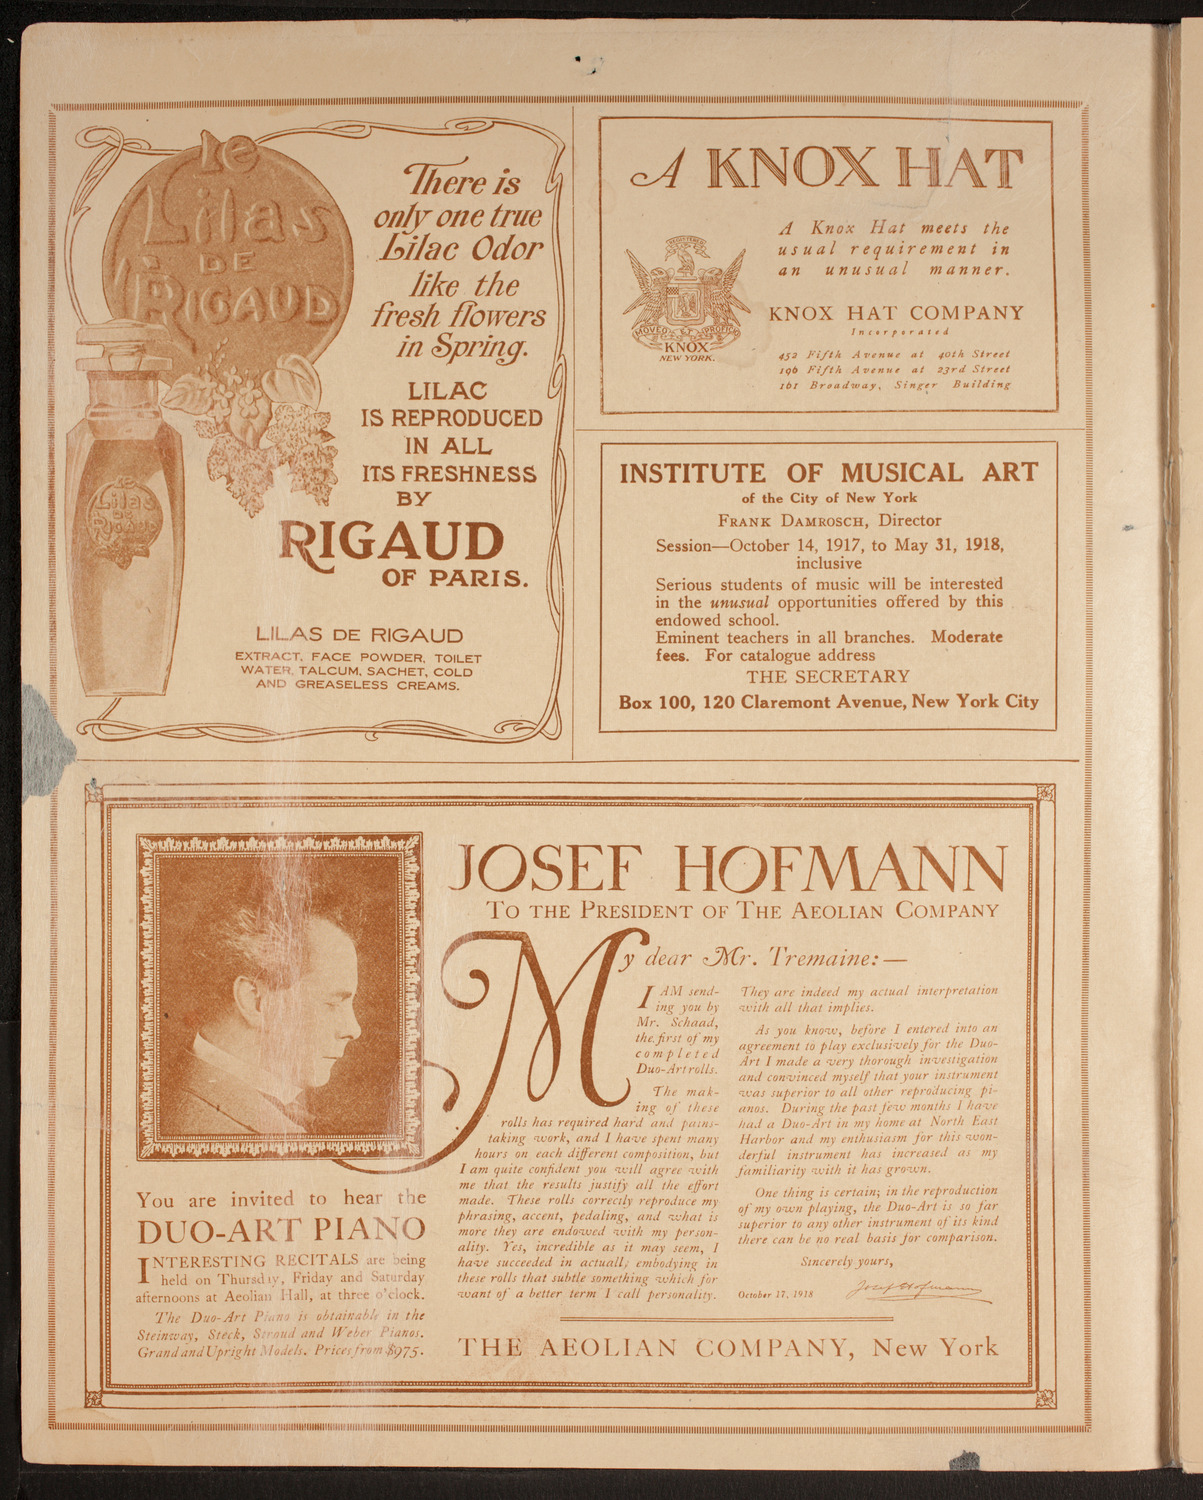 le
Lilas
DE
RIGAUD
le
Lilas
DE
RIGAUD
There is
only one true
Lilac Odor
like the
fresh flowers
in Spring.
LILAC
IS REPRODUCED
IN ALL
ITS FRESHNESS
BY
RIGAUD
OF PARIS.
LILAS DE RIGAUD
EXTRACT, FACE POWDER, TOILET
WATER, TALCUM, SACHET, COLD
AND GREASELESS CREAMS.
A KNOX HAT
A Knox Hat meets the
usual requirement in
an unusual manner.
KNOX HAT COMPANY
Incorporated
452 Fifth Avenue at 40th Street
196 Fifth Avenue at 23rd Street
161 Broadway, Singer Building
MOVEO ET PROFICIO
KNOX
NEW YORK.
INSTITUTE OF MUSICAL ART
of the City of New York
FRANK DAMROSCH, Director
Session—October 14, 1917, to May 31, 1918,
inclusive
Serious students of music will be interested
in the unusual opportunities offered by this
endowed school.
Eminent teachers in all branches. Moderate
fees. For catalogue address
THE SECRETARY
Box 100, 120 Claremont Avenue, New York City
JOSEF HOFMANN
TO THE PRESIDENT OF THE AEOLIAN COMPANY
My dear Mr. Tremaine:—
I AM send-
ing you by
Mr. Schaad,
the first of my
completed
Duo-Art rolls.
The mak-
ing of these
rolls has required hard and pains-
taking work, and I have spent many
hours on each different composition, but
I am quite confident you will agree with
me that the results justify all the effort
made. These rolls correctly reproduce my
phrasing, accent, pedaling, and what is
more they are endowed with my person-
ality. Yes, incredible as it may seem, I
have succeeded in actually embodying in
these rolls that subtle something which for
want of a better term I call personality.
They are indeed my actual interpretation
with all that implies.
As you know, before I entered into an
agreement to play exclusively for the Duo-
Art I made a very thorough investigation
and convinced myself that your instrument
was superior to all other reproducing pi-
anos. During the past few months I have
had a Duo-Art in my home at North East
Harbor and my enthusiasm for this won-
derful instrument has increased as my
familiarity with it has grown.
One thing is certain; in the reproduction
of my own playing, the Duo-Art is so far
superior to any other instrument of its kind
there can be no real basis for comparison.
Sincerely yours,
October 17, 1918 Josef Hofmann
You are invited to hear the
DUO-ART PIANO
INTERESTING RECITALS are being
held on Thursday, Friday and Saturday
afternoons at Aeolian Hall, at three o'clock.
The Duo-Art Piano is obtainable in the
Steinway, Steck, Stroud and Weber Pianos.
Grand and Upright Models. Prices from $975.
THE AEOLIAN COMPANY, New York